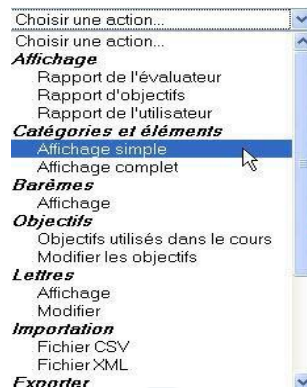 Choisir une action...
Choisir une action...
Affichage
Rapport de l'évaluateur
Rapport d'objectifs
Rapport de l'utilisateur
Catégories et éléments
Affichage simple
Affichage complet
Barèmes
Affichage
Objectifs
Objectifs utilisés dans le cours
Modifier les objectifs
Lettres
Affichage
Modifier
Importation
Fichier CSV
Fichier XML
Exporter